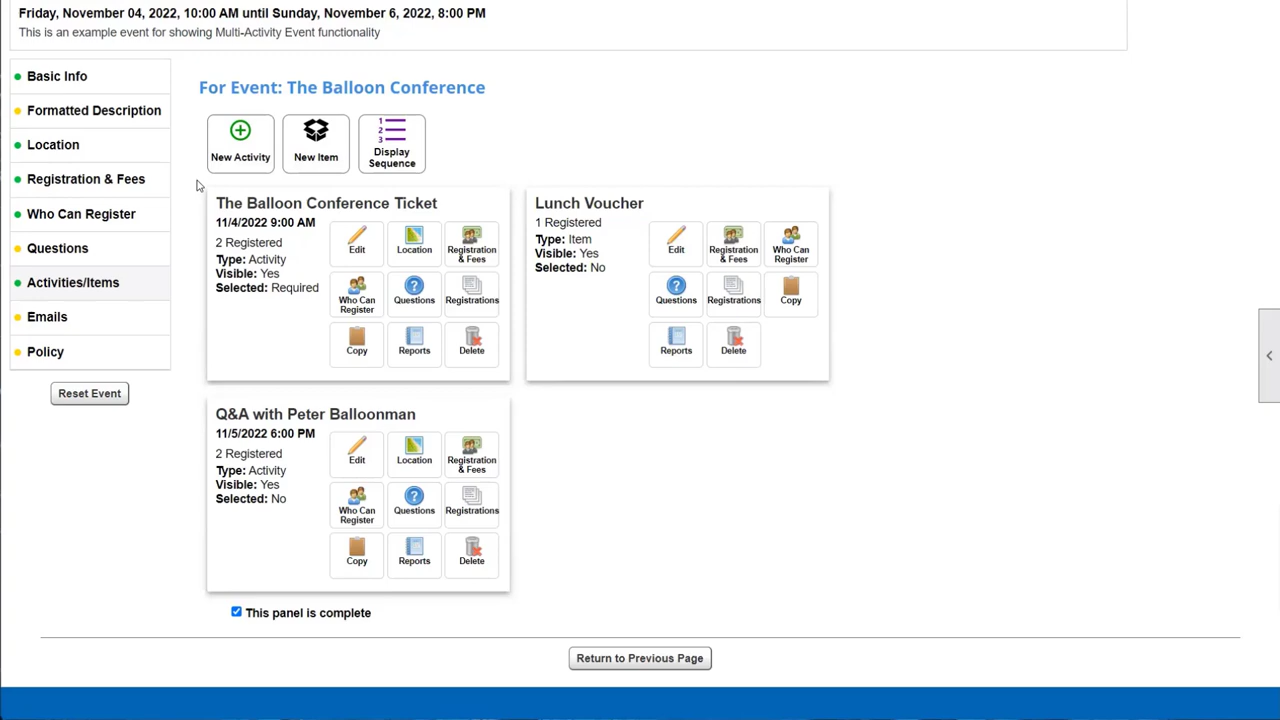 Friday, November 04, 2022, 10:00 AM until Sunday, November 6, 2022, 8:00 PM
This is an example event for showing Multi-Activity Event functionality
Basic Info
Formatted Description
Location
Registration & Fees
Who Can Register
Questions
Activities/Items
Emails
Policy
Reset Event
For Event: The Balloon Conference
New Activity
New Item
1
2
3
Display
Sequence
The Balloon Conference Ticket
11/4/2022 9:00 AM
2 Registered
Type: Activity
Visible: Yes
Selected: Required
Edit
Location
Registration
& Fees
Who Can
Register
Questions
Registrations
Copy
Reports
Delete
Lunch Voucher
1 Registered
Type: Item
Visible: Yes
Selected: No
Edit
Registration
& Fees
Who Can
Register
Questions
Registrations
Copy
Reports
Delete
Q&A with Peter Balloonman
11/5/2022 6:00 PM
2 Registered
Type: Activity
Visible: Yes
Selected: No
Edit
Location
Registration
& Fees
Who Can
Register
Questions
Registrations
Copy
Reports
Delete
This panel is complete
Return to Previous Page